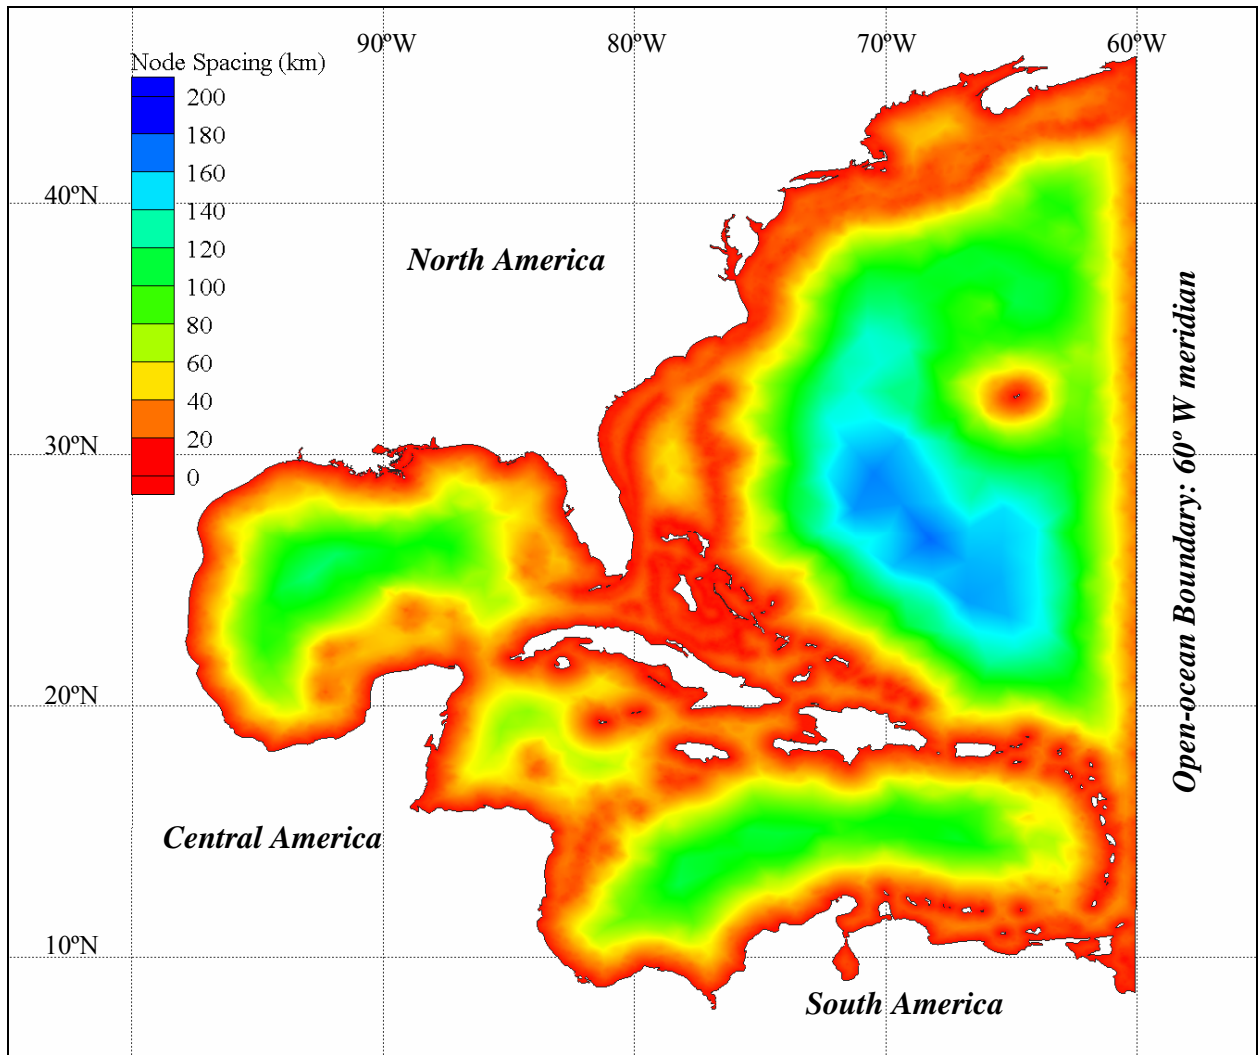 90ºW
80ºW
70ºW
60ºW
Node Spacing (km)
200
180
160
140
120
100
80
60
40
20
0
40ºN
30ºN
20ºN
10ºN
North America
Central America
South America
Open-ocean Boundary: 60º W meridian